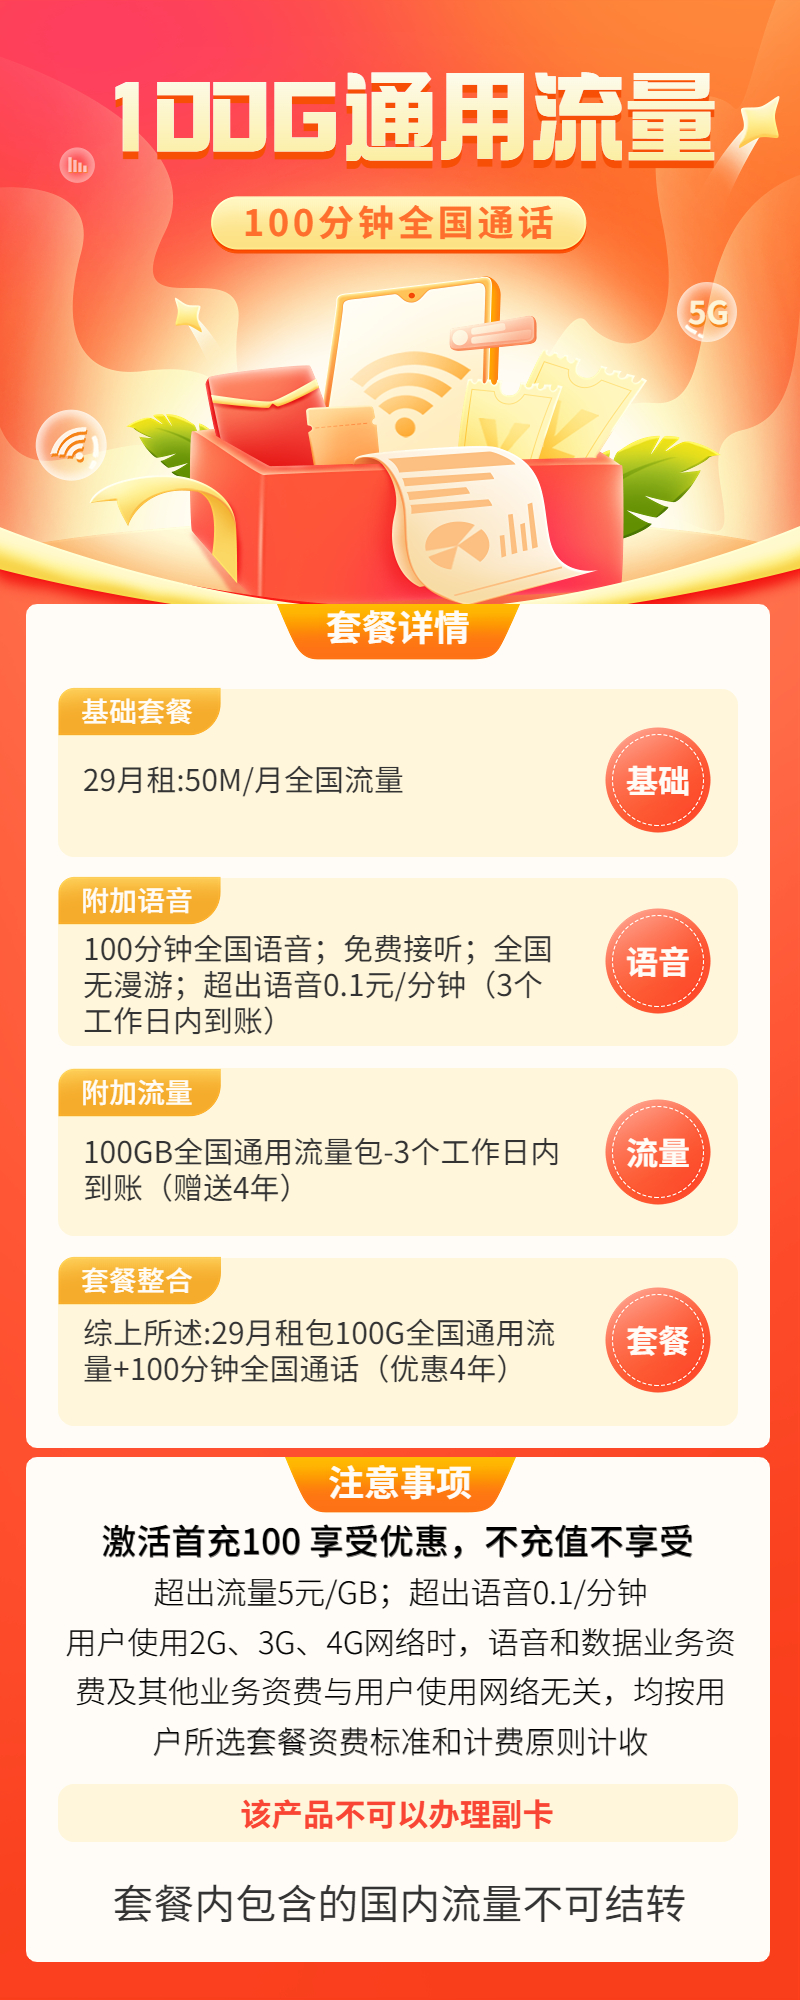 100G通用流量
100分钟全国通话
5G
套餐详情
基础套餐
29月租:50M/月全国流量
基础
附加语音
100分钟全国语音；免费接听；全国
无漫游；超出语音0.1元/分钟（3个
工作日内到账）
语音
附加流量
100GB全国通用流量包-3个工作日内
到账（赠送4年）
流量
套餐整合
综上所述:29月租包100G全国通用流
量+100分钟全国通话（优惠4年）
套餐
注意事项
激活首充100 享受优惠，不充值不享受
超出流量5元/GB；超出语音0.1/分钟
用户使用2G、3G、4G网络时，语音和数据业务资
费及其他业务资费与用户使用网络无关，均按用
户所选套餐资费标准和计费原则计收
该产品不可以办理副卡
套餐内包含的国内流量不可结转